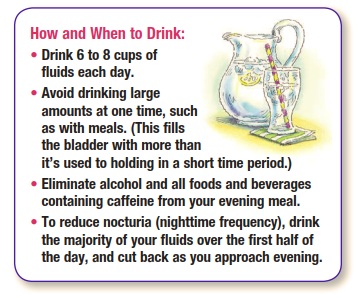 How and When to Drink:
• Drink 6 to 8 cups of
fluids each day.
• Avoid drinking large
amounts at one time, such
as with meals. (This fills
the bladder with more than
it's used to holding in a short time period.)
• Eliminate alcohol and all foods and beverages
containing caffeine from your evening meal.
• To reduce nocturia (nighttime frequency), drink
the majority of your fluids over the first half of
the day, and cut back as you approach evening.